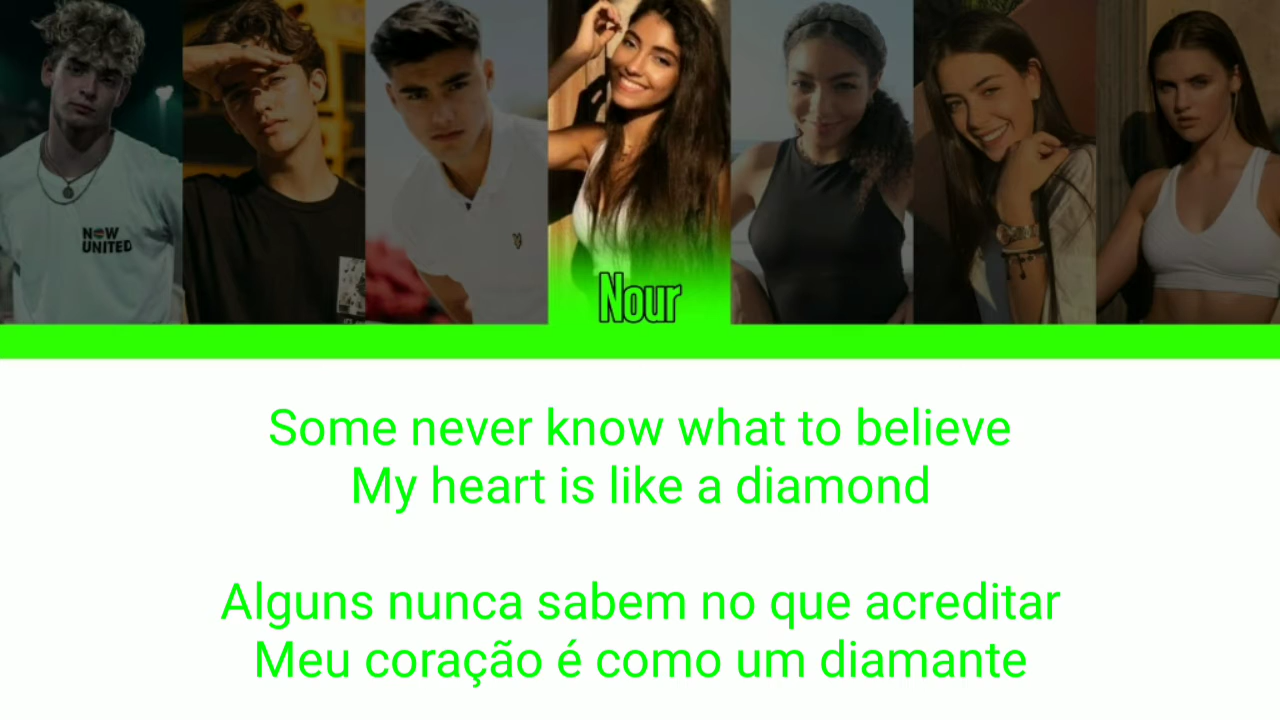 NOW
UNITED
Nour
Some never know what to believe
My heart is like a diamond
Alguns nunca sabem no que acreditar
Meu coração é como um diamante